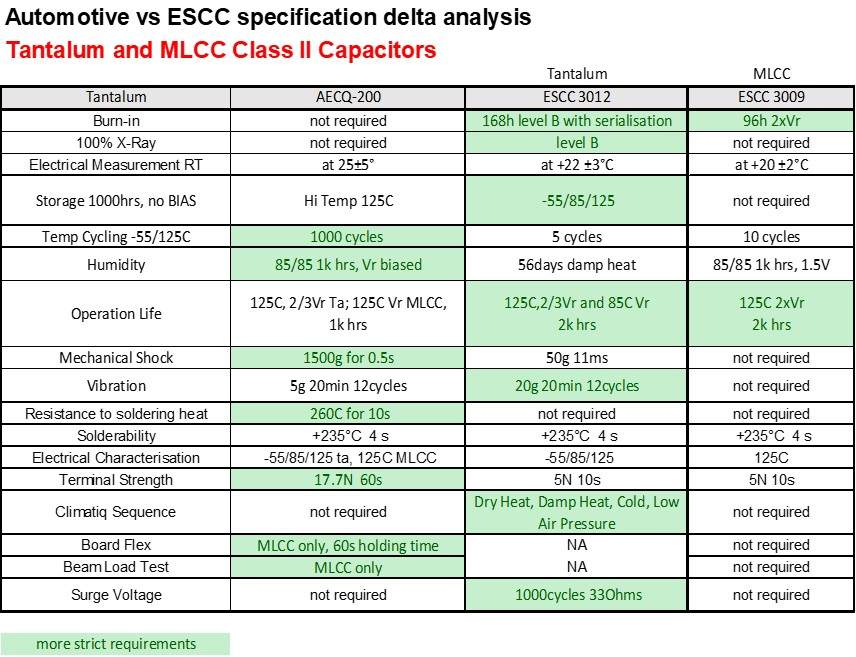 Automotive vs ESCC specification delta analysis
Tantalum and MLCC Class II Capacitors
Tantalum MLCC
Tantalum AECQ-200 ESCC 3012 ESCC 3009
Burn-in not required 168h level B with serialisation 96h 2xVr
100% X-Ray not required level B not required
Electrical Measurement RT at 25±5° at +22 ±3°C at +20 ±2°C
Storage 1000hrs, no BIAS Hi Temp 125C -55/85/125 not required
Temp Cycling -55/125C 1000 cycles 5 cycles 10 cycles
Humidity 85/85 1k hrs, Vr biased 56days damp heat 85/85 1k hrs, 1.5V
Operation Life 125C, 2/3Vr Ta; 125C Vr MLCC, 125C,2/3Vr and 85C Vr 125C 2xVr
1k hrs 2k hrs 2k hrs
Mechanical Shock 1500g for 0.5s 50g 11ms not required
Vibration 5g 20min 12cycles 20g 20min 12cycles not required
Resistance to soldering heat 260C for 10s not required not required
Solderability +235°C 4 s +235°C 4 s +235°C 4 s
Electrical Characterisation -55/85/125 ta, 125C MLCC -55/85/125 125C
Terminal Strength 17.7N 60s 5N 10s 5N 10s
Climatiq Sequence not required Dry Heat, Damp Heat, Cold, Low not required
Air Pressure
Board Flex MLCC only, 60s holding time NA not required
Beam Load Test MLCC only NA not required
Surge Voltage not required 1000cycles 33Ohms not required
more strict requirements